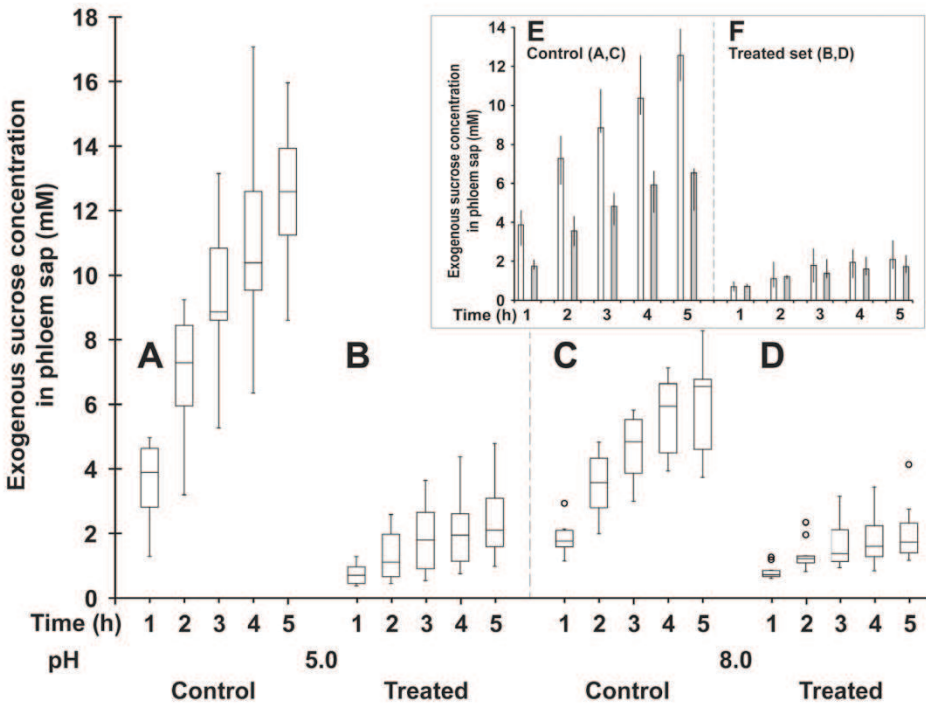 Exogenous sucrose concentration
in phloem sap (mM)
18
16
14
12
10
8
6
4
2
0
A
B
C
D
Exogenous sucrose concentration
in phloem sap (mM)
14
12
10
8
6
4
2
0
E
Control (A,C)
F
Treated set (B,D)
Time (h) 1 2 3 4 5 1 2 3 4 5
Time (h) 1 2 3 4 5 1 2 3 4 5 1 2 3 4 5 1 2 3 4 5
pH 5.0 8.0
Control Treated Control Treated